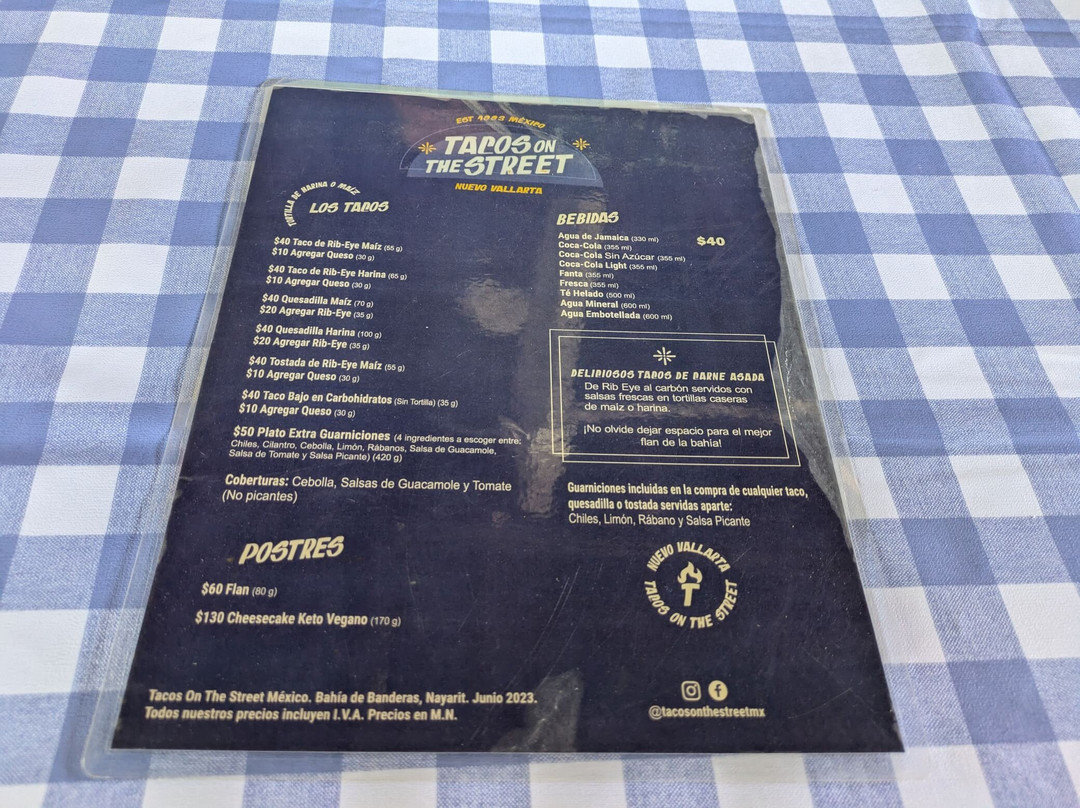 EST 1993 MÉXICO
TACOS ON
THE STREET
NUEVO VALLARTA
TORTILLA DE HARINA O MAÍZ
LOS TACOS
$40 Taco de Rib-Eye Maíz (55 g)
$10 Agregar Queso (30 g)
$40 Taco de Rib-Eye Harina (65 g)
$10 Agregar Queso (30 g)
$40 Quesadilla Maíz (70 g)
$20 Agregar Rib-Eye (35 g)
$40 Quesadilla Harina (100 g)
$20 Agregar Rib-Eye (35 g)
$40 Tostada de Rib-Eye Maíz (55 g)
$10 Agregar Queso (30 g)
$40 Taco Bajo en Carbohidratos (Sin Tortilla) (35 g)
$10 Agregar Queso (30 g)
$50 Plato Extra Guarniciones (4 ingredientes a escoger entre:
Chiles, Cilantro, Cebolla, Limón, Rábanos, Salsa de Guacamole,
Salsa de Tomate y Salsa Picante) (420 g)
Coberturas: Cebolla, Salsas de Guacamole y Tomate
(No picantes)
POSTRES
$60 Flan (80 g)
$130 Cheesecake Keto Vegano (170 g)
BEBIDAS
$40
Agua de Jamaica (330 ml)
Coca-Cola (355 ml)
Coca-Cola Sin Azúcar (355 ml)
Coca-Cola Light (355 ml)
Fanta (355 ml)
Fresca (355 ml)
Té Helado (500 ml)
Agua Mineral (600 ml)
Agua Embotellada (600 ml)
DELICIOSOS TACOS DE CARNE ASADA
De Rib Eye al carbón servidos con
salsas frescas en tortillas caseras
de maíz o harina.
¡No olvide dejar espacio para el mejor
flan de la bahía!
Guarniciones incluidas en la compra de cualquier taco,
quesadilla o tostada servidas aparte:
Chiles, Limón, Rábano y Salsa Picante
NUEVO VALLARTA
TACOS ON THE STREET
Tacos On The Street México. Bahía de Banderas, Nayarit. Junio 2023.
Todos nuestros precios incluyen I.V.A. Precios en M.N.
@tacosonthestreetmx